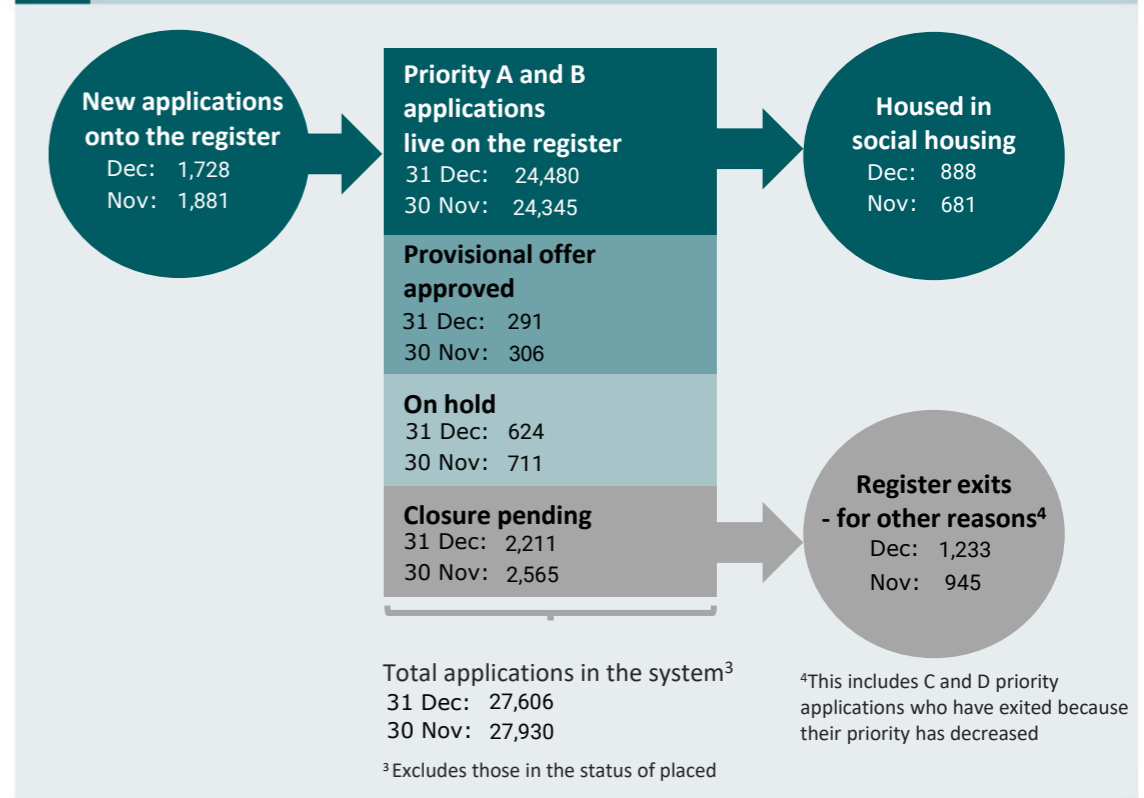 New applications
onto the register
Dec: 1,728
Nov: 1,881
Priority A and B
applications
live on the register
31 Dec: 24,480
30 Nov: 24,345
Housed in
social housing
Dec: 888
Nov: 681
Provisional offer
approved
31 Dec: 291
30 Nov: 306
On hold
31 Dec: 624
30 Nov: 711
Closure pending
31 Dec: 2,211
30 Nov: 2,565
Register exits
- for other reasons⁴
Dec: 1,233
Nov: 945
Total applications in the system³
31 Dec: 27,606
30 Nov: 27,930
³ Excludes those in the status of placed
⁴This includes C and D priority
applications who have exited because
their priority has decreased